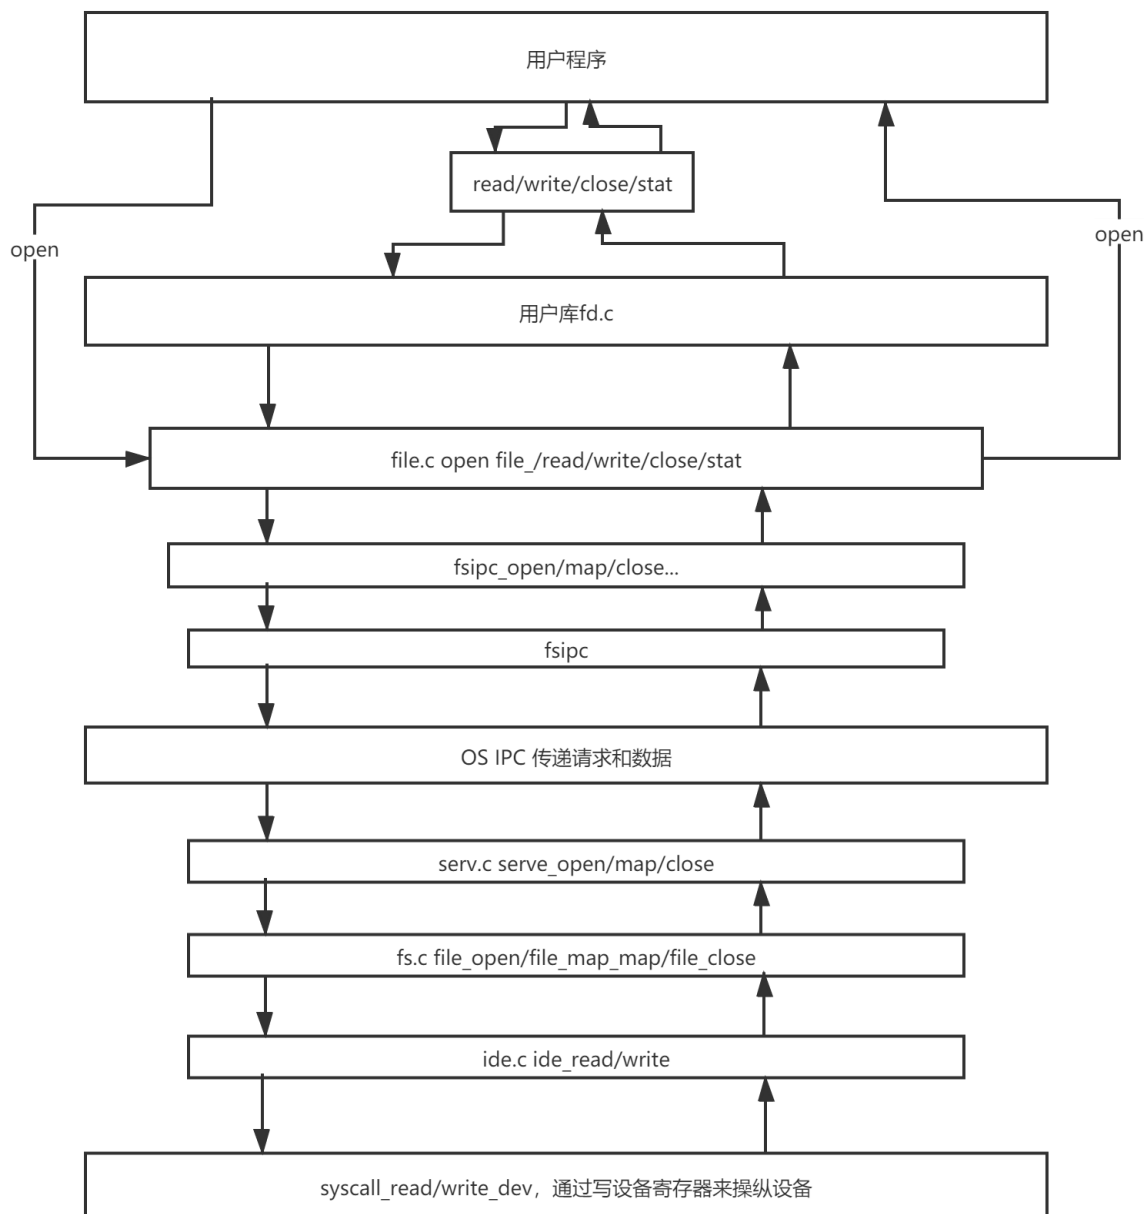 用户程序
read/write/close/stat
open
open
用户库fd.c
file.c open file_/read/write/close/stat
fsipc_open/map/close...
fsipc
OS IPC 传递请求和数据
serv.c serve_open/map/close
fs.c file_open/file_map_map/file_close
ide.c ide_read/write
syscall_read/write_dev，通过写设备寄存器来操纵设备